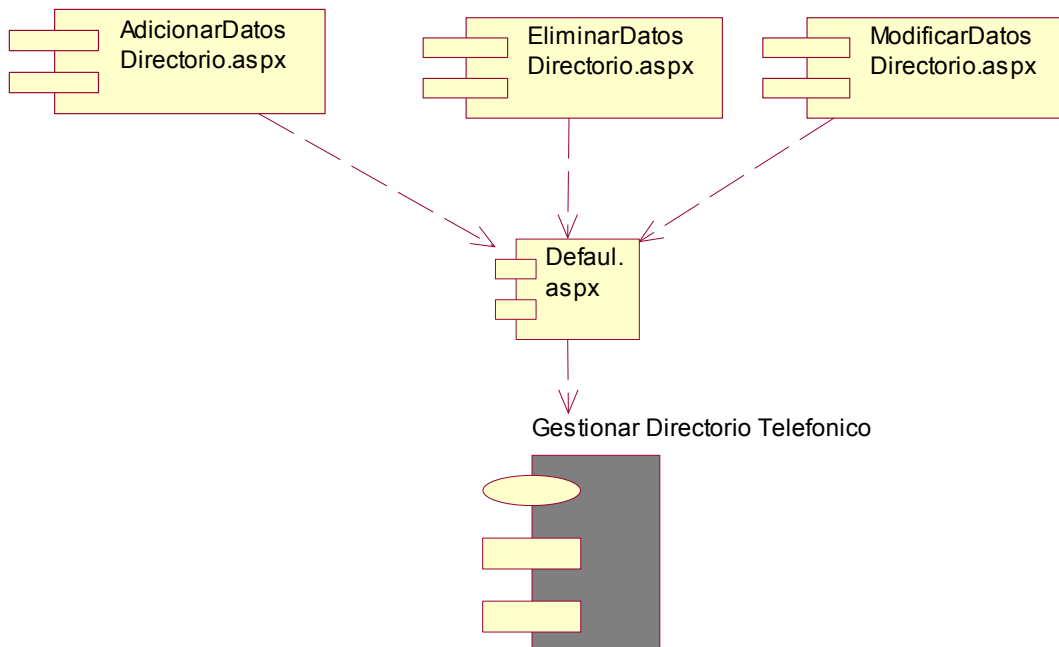 AdicionarDatos
Directorio.aspx
EliminarDatos
Directorio.aspx
ModificarDatos
Directorio.aspx
Defaul.
aspx
Gestionar Directorio Telefonico